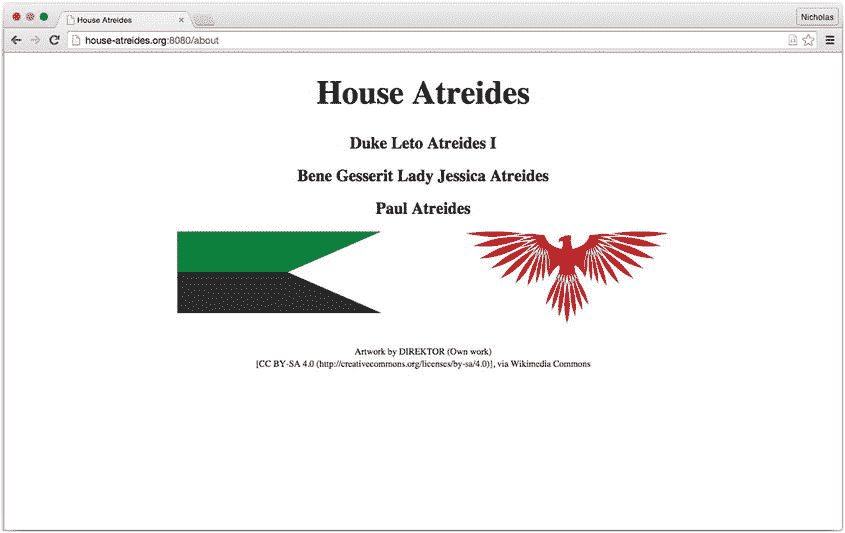 House Atreides
Nicholas
house-atreides.org:8080/about
House Atreides
Duke Leto Atreides I
Bene Gesserit Lady Jessica Atreides
Paul Atreides
Artwork by DIREKTOR (Own work)
[CC BY-SA 4.0 (http://creativecommons.org/licenses/by-sa/4.0)], via Wikimedia Commons